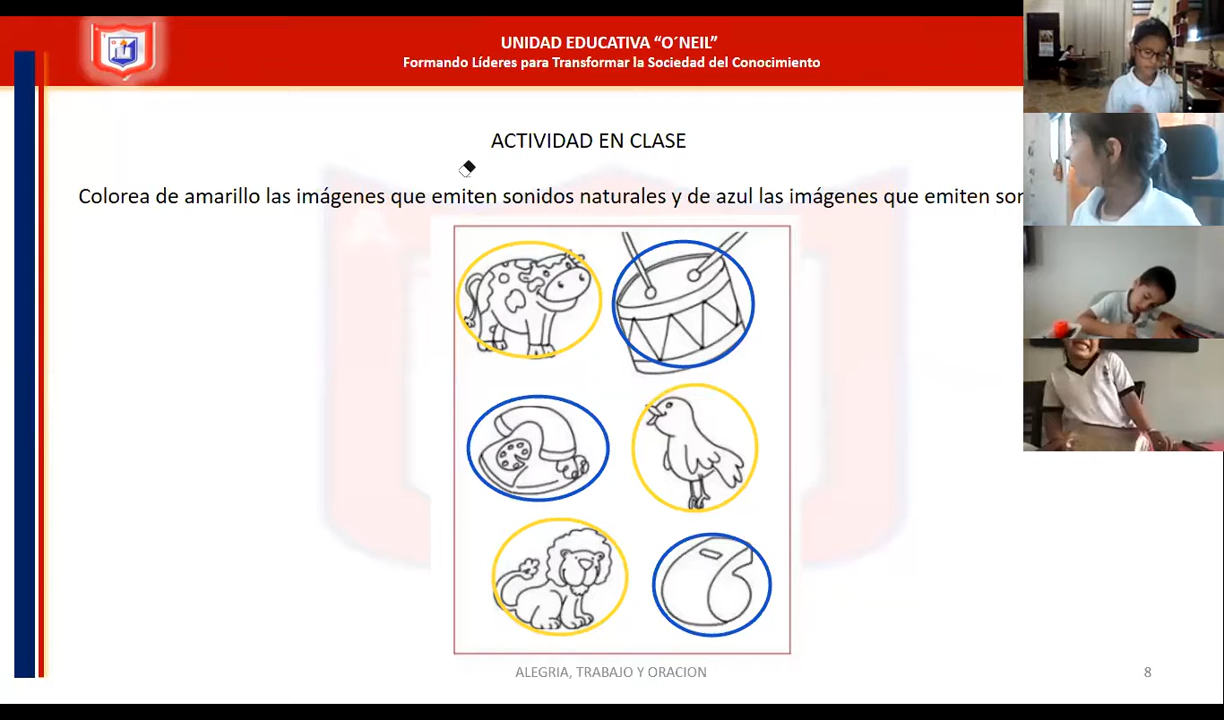 UNIDAD EDUCATIVA “O´NEIL”
Formando Líderes para Transformar la Sociedad del Conocimiento
ACTIVIDAD EN CLASE
Colorea de amarillo las imágenes que emiten sonidos naturales y de azul las imágenes que emiten
ALEGRIA, TRABAJO Y ORACION
8